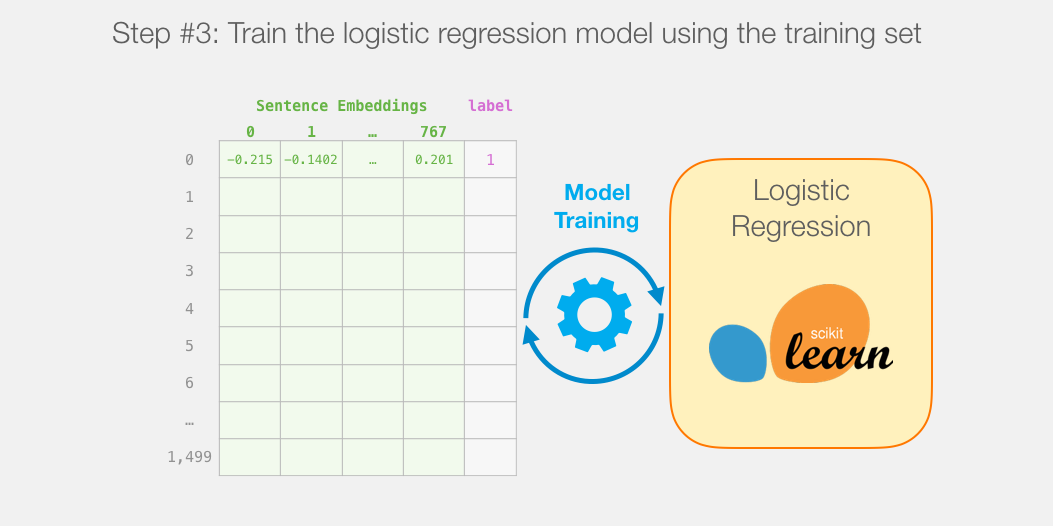 Step #3: Train the logistic regression model using the training set
Sentence Embeddings label
0 1 … 767
0 -0.215 -0.1402 … 0.201 1
1
2
3
4
5
6
…
1,499
Model
Training
Logistic
Regression
scikit
learn